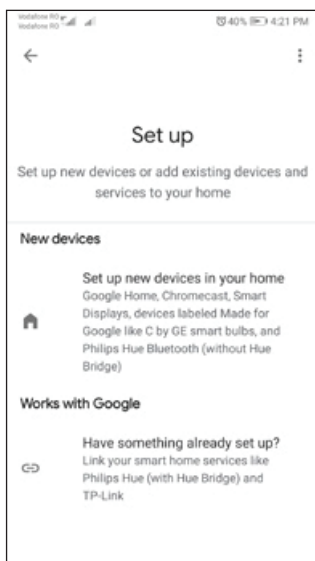 Vodafone RO
Vodafone RO
40% 4:21 PM
Set up
Set up new devices or add existing devices and
services to your home
New devices
Set up new devices in your home
Google Home, Chromecast, Smart
Displays, devices labeled Made for
Google like C by GE smart bulbs, and
Philips Hue Bluetooth (without Hue
Bridge)
Works with Google
Have something already set up?
Link your smart home services like
Philips Hue (with Hue Bridge) and
TP-Link